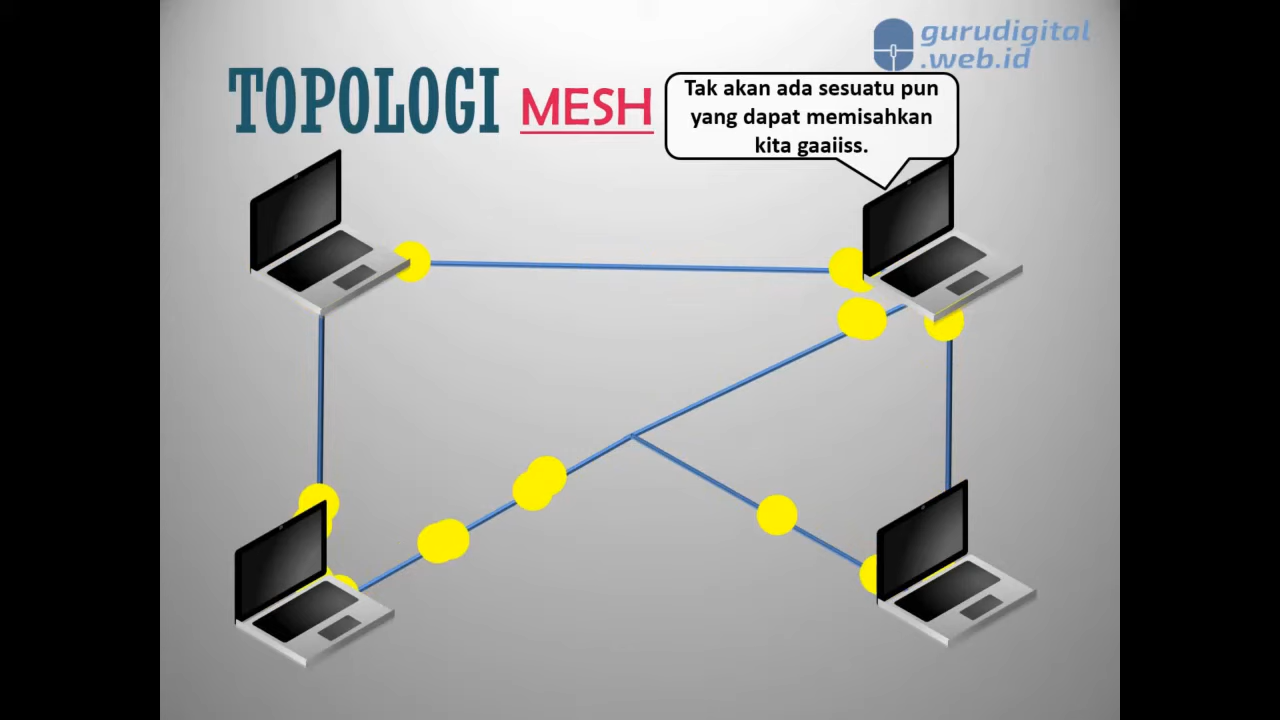 gurudigital
.web.id
TOPOLOGI MESH
Tak akan ada sesuatu pun
yang dapat memisahkan
kita gaaiiss.